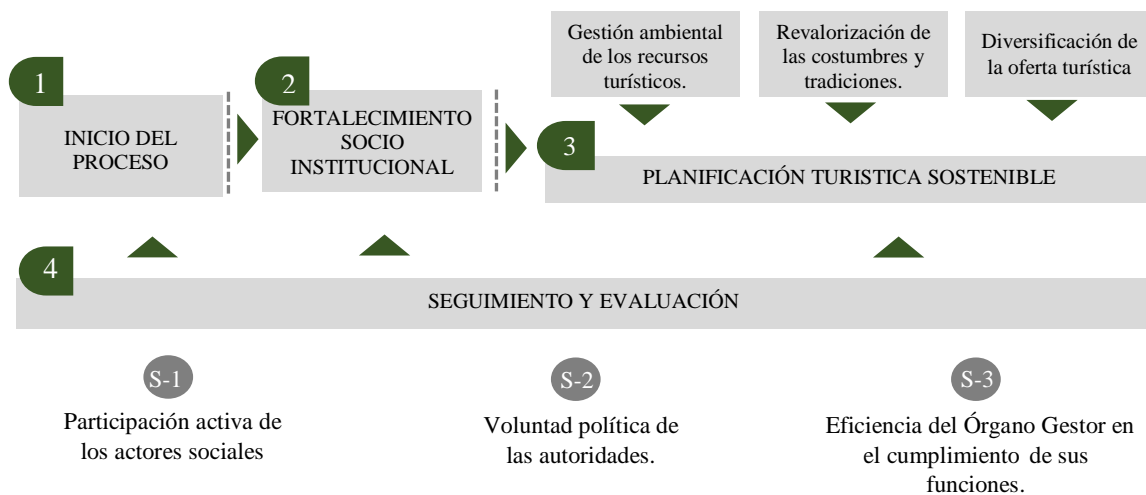 Gestión ambiental
de los recursos
turísticos.
Revalorización de
las costumbres y
tradiciones.
Diversificación de
la oferta turística
1
INICIO DEL
PROCESO
2
FORTALECIMIENTO
SOCIO
INSTITUCIONAL
3
PLANIFICACIÓN TURISTICA SOSTENIBLE
4
SEGUIMIENTO Y EVALUACIÓN
S-1
Participación activa de
los actores sociales
S-2
Voluntad política de
las autoridades.
S-3
Eficiencia del Órgano Gestor en
el cumplimiento de sus
funciones.